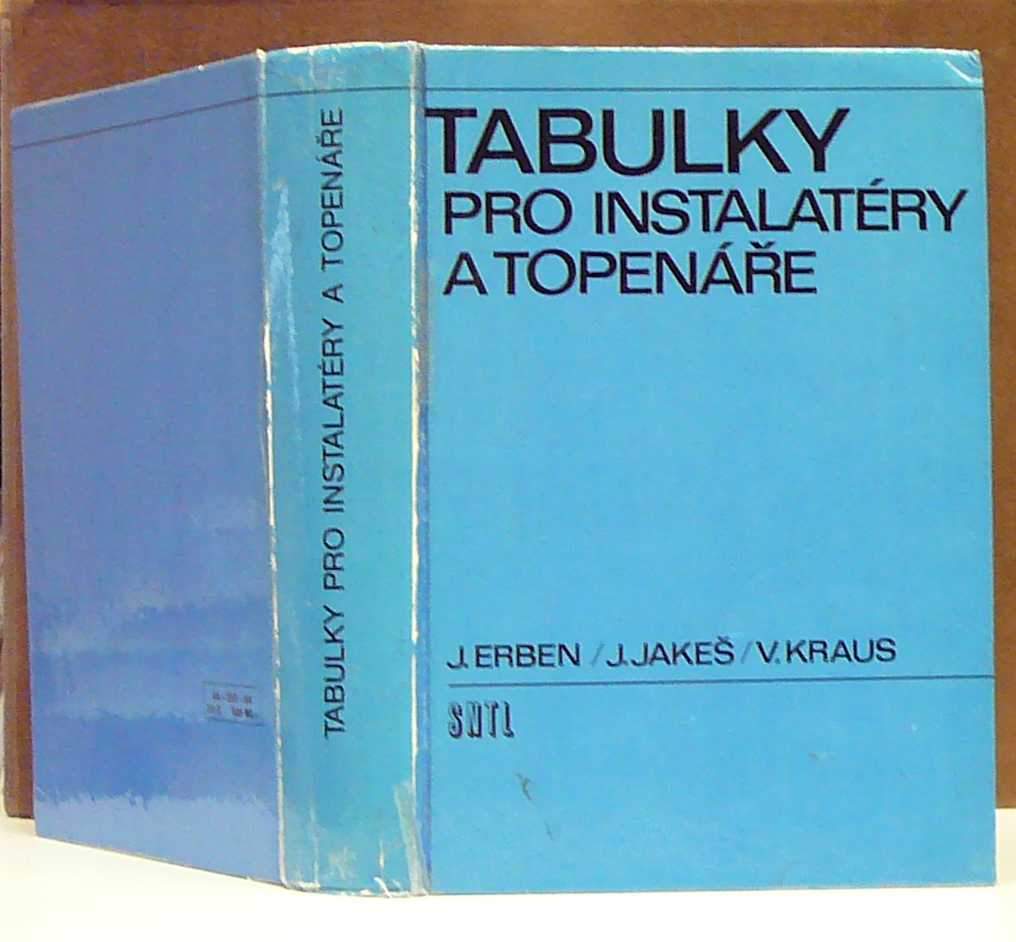 TABULKY PRO INSTALATÉRY A TOPENÁŘE
TABULKY
PRO INSTALATÉRY
A TOPENÁŘE
J. ERBEN / J. JAKEŠ / V. KRAUS
SNTL